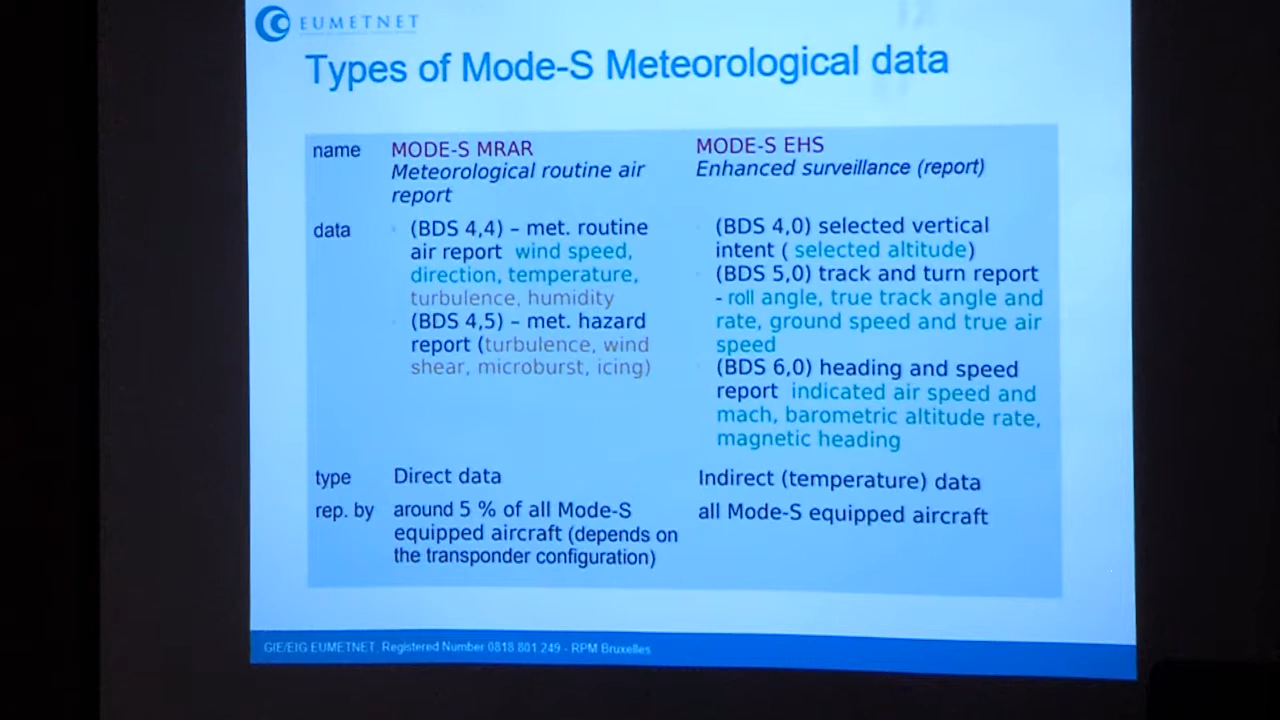 EUMETNET
Types of Mode-S Meteorological data
name
MODE-S MRAR
Meteorological routine air
report
MODE-S EHS
Enhanced surveillance (report)
data
(BDS 4,4) – met. routine
air report wind speed,
direction, temperature,
turbulence, humidity
(BDS 4,5) – met. hazard
report (turbulence, wind
shear, microburst, icing)
(BDS 4,0) selected vertical
intent ( selected altitude)
(BDS 5,0) track and turn report
- roll angle, true track angle and
rate, ground speed and true air
speed
(BDS 6,0) heading and speed
report indicated air speed and
mach, barometric altitude rate,
magnetic heading
type
Direct data
Indirect (temperature) data
rep. by
around 5 % of all Mode-S
equipped aircraft (depends on
the transponder configuration)
all Mode-S equipped aircraft
GIE/EIG EUMETNET Registered Number 0818 801 249 - RPM Bruxelles